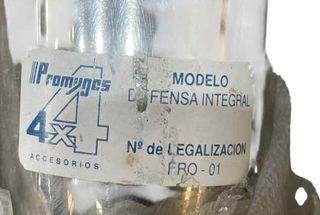 Promyges
4x4
ACCESORIOS
MODELO
DEFENSA INTEGRAL
Nº de LEGALIZACION
FRO - 01